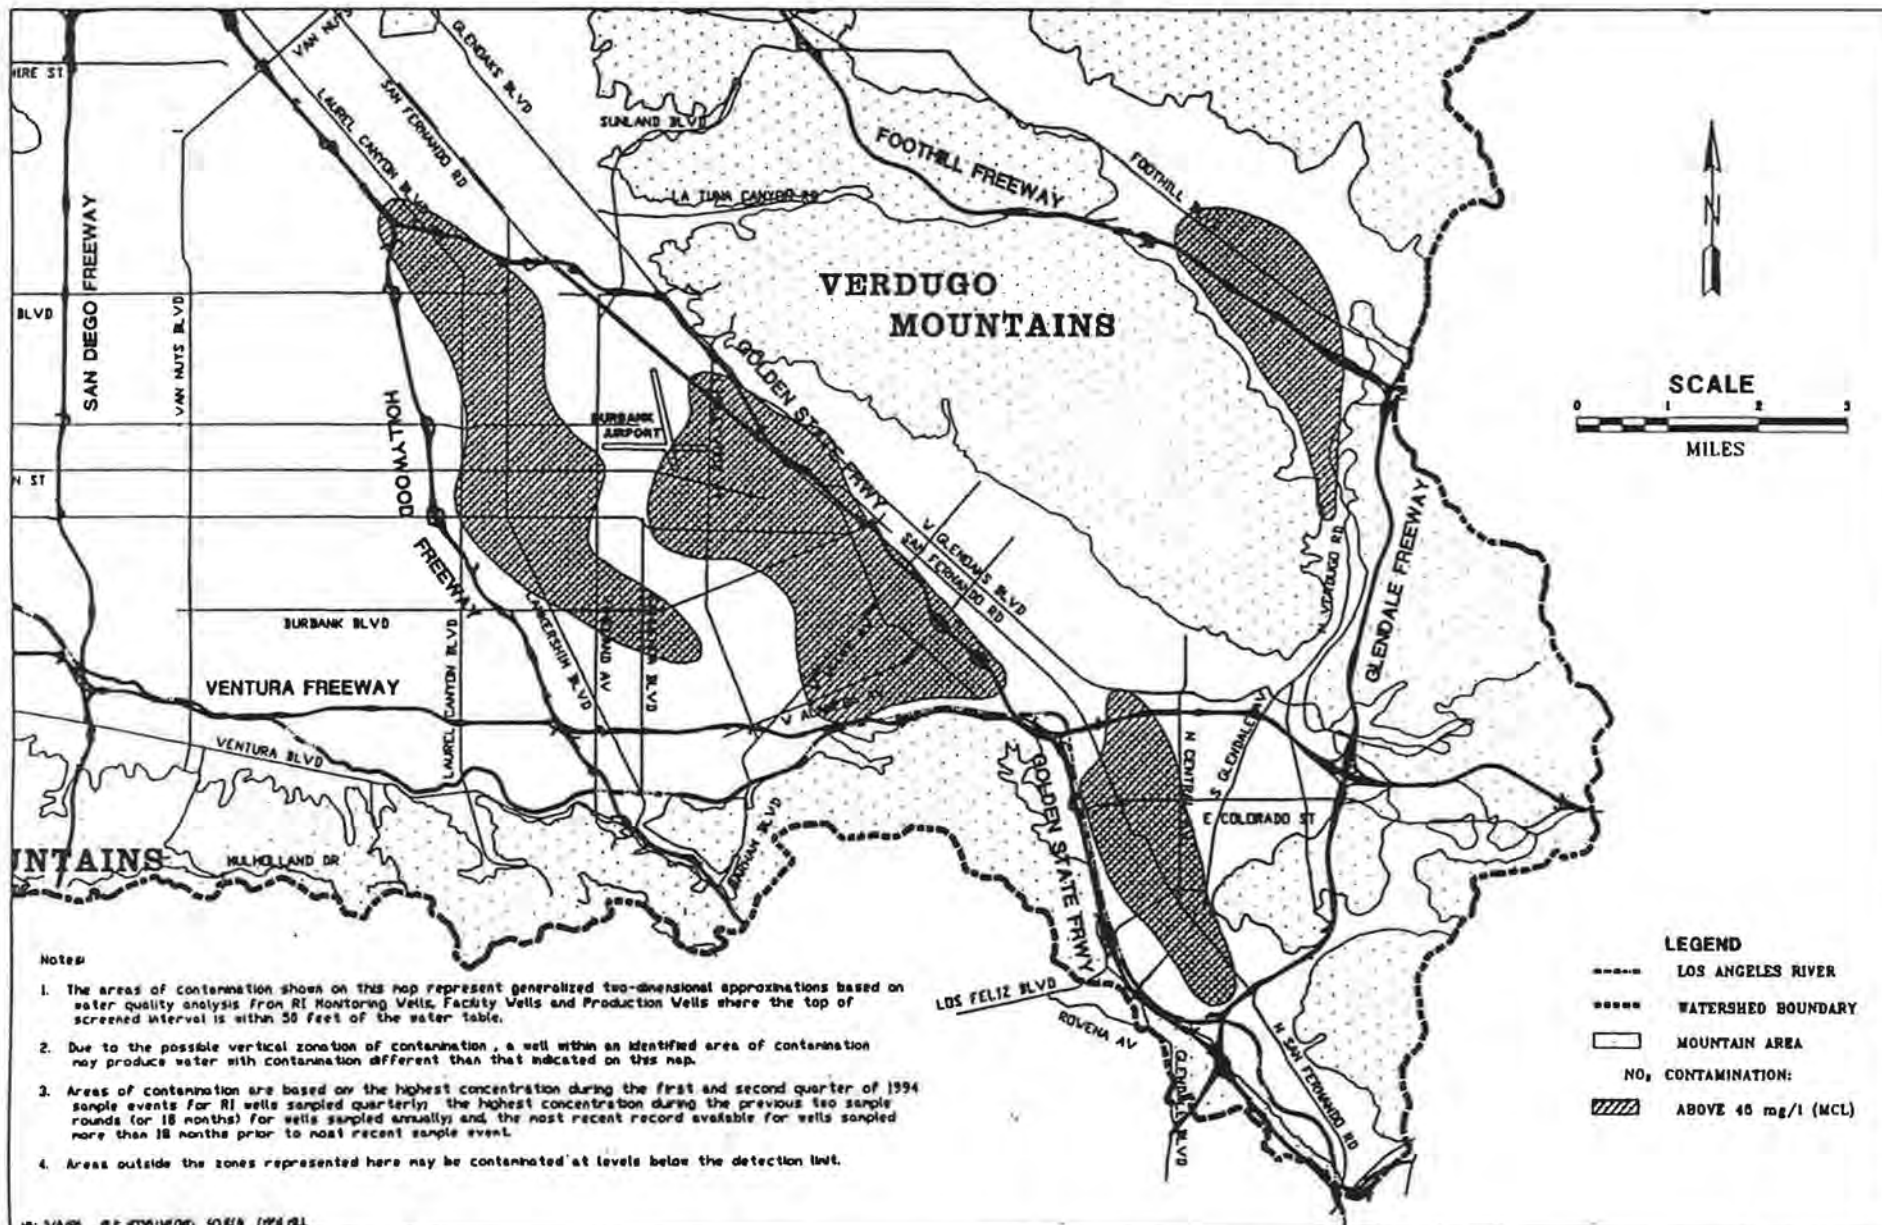 VAN NUYS
GLENOAKS BLVD
HIRE ST
SAN FERNANDO RD
LAUREL CANYON BLVD
SUNLAND BLVD
FOOTHILL FREEWAY
FOOTHILL
LA TUNA CANYON RD
N
SAN DIEGO FREEWAY
VERDUGO
MOUNTAINS
BLVD
VAN NUYS BLVD
GOLDEN STATE FRWY
SCALE
0 1 2 3
MILES
HOLLYWOOD
FREEWAY
BURBANK
AIRPORT
N ST
GLENDALE FREEWAY
V GLENOAKS BLVD
SAN FERNANDO RD
N VERDUGO RD
BURBANK BLVD
LANKERSHIM BLVD
LAUREL CANYON BLVD
VENTURA FREEWAY
VENTURA BLVD
S GLENDALE AV
N CENTRAL
E COLORADO ST
GOLDEN STATE FRWY
BARHAM BLVD
UNTAINS
MULHOLLAND DR
LOS FELIZ BLVD
ROWENA AV
GLENDALE BLVD
N SAN FERNANDO RD
Notes:
1. The areas of contamination shown on this map represent generalized two-dimensional approximations based on
water quality analysis from RI Monitoring Wells, Facility Wells and Production Wells where the top of
screened interval is within 50 feet of the water table.
2. Due to the possible vertical zonation of contamination , a well within an identified area of contamination
may produce water with contamination different than that indicated on this map.
3. Areas of contamination are based on the highest concentration during the first and second quarter of 1994
sample events for RI wells sampled quarterly; the highest concentration during the previous two sample
rounds (or 18 months) for wells sampled annually; and, the most recent record available for wells sampled
more than 18 months prior to most recent sample event.
4. Areas outside the zones represented here may be contaminated at levels below the detection limit.
LEGEND
LOS ANGELES RIVER
WATERSHED BOUNDARY
MOUNTAIN AREA
NO₃ CONTAMINATION:
ABOVE 45 mg/l (MCL)